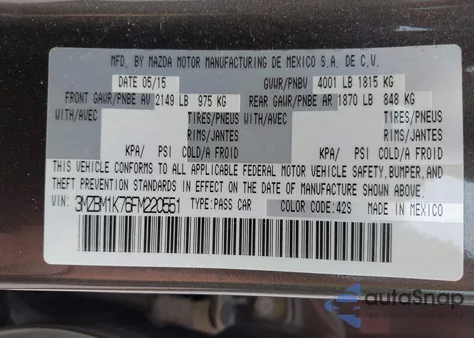 MFD. BY MAZDA MOTOR MANUFACTURING DE MEXICO S.A. DE C.V.
DATE 05/15 GVWR/PNBV 4001 LB 1815 KG
FRONT GAWR/PNBE AV 2149 LB 975 KG REAR GAWR/PNBE AR 1870 LB 848 KG
WITH/AVEC TIRES/PNEUS WITH/AVEC TIRES/PNEUS
RIMS/JANTES RIMS/JANTES
KPA/ PSI COLD/A FROID KPA/ PSI COLD/A FROID
THIS VEHICLE CONFORMS TO ALL APPLICABLE FEDERAL MOTOR VEHICLE SAFETY, BUMPER, AND
THEFT PREVENTION STANDARDS IN EFFECT ON THE DATE OF MANUFACTURE SHOWN ABOVE.
VIN: 3MZBM1K76FM220551 TYPE: PASS CAR COLOR CODE: 42S MADE IN MEXICO
autoSnap